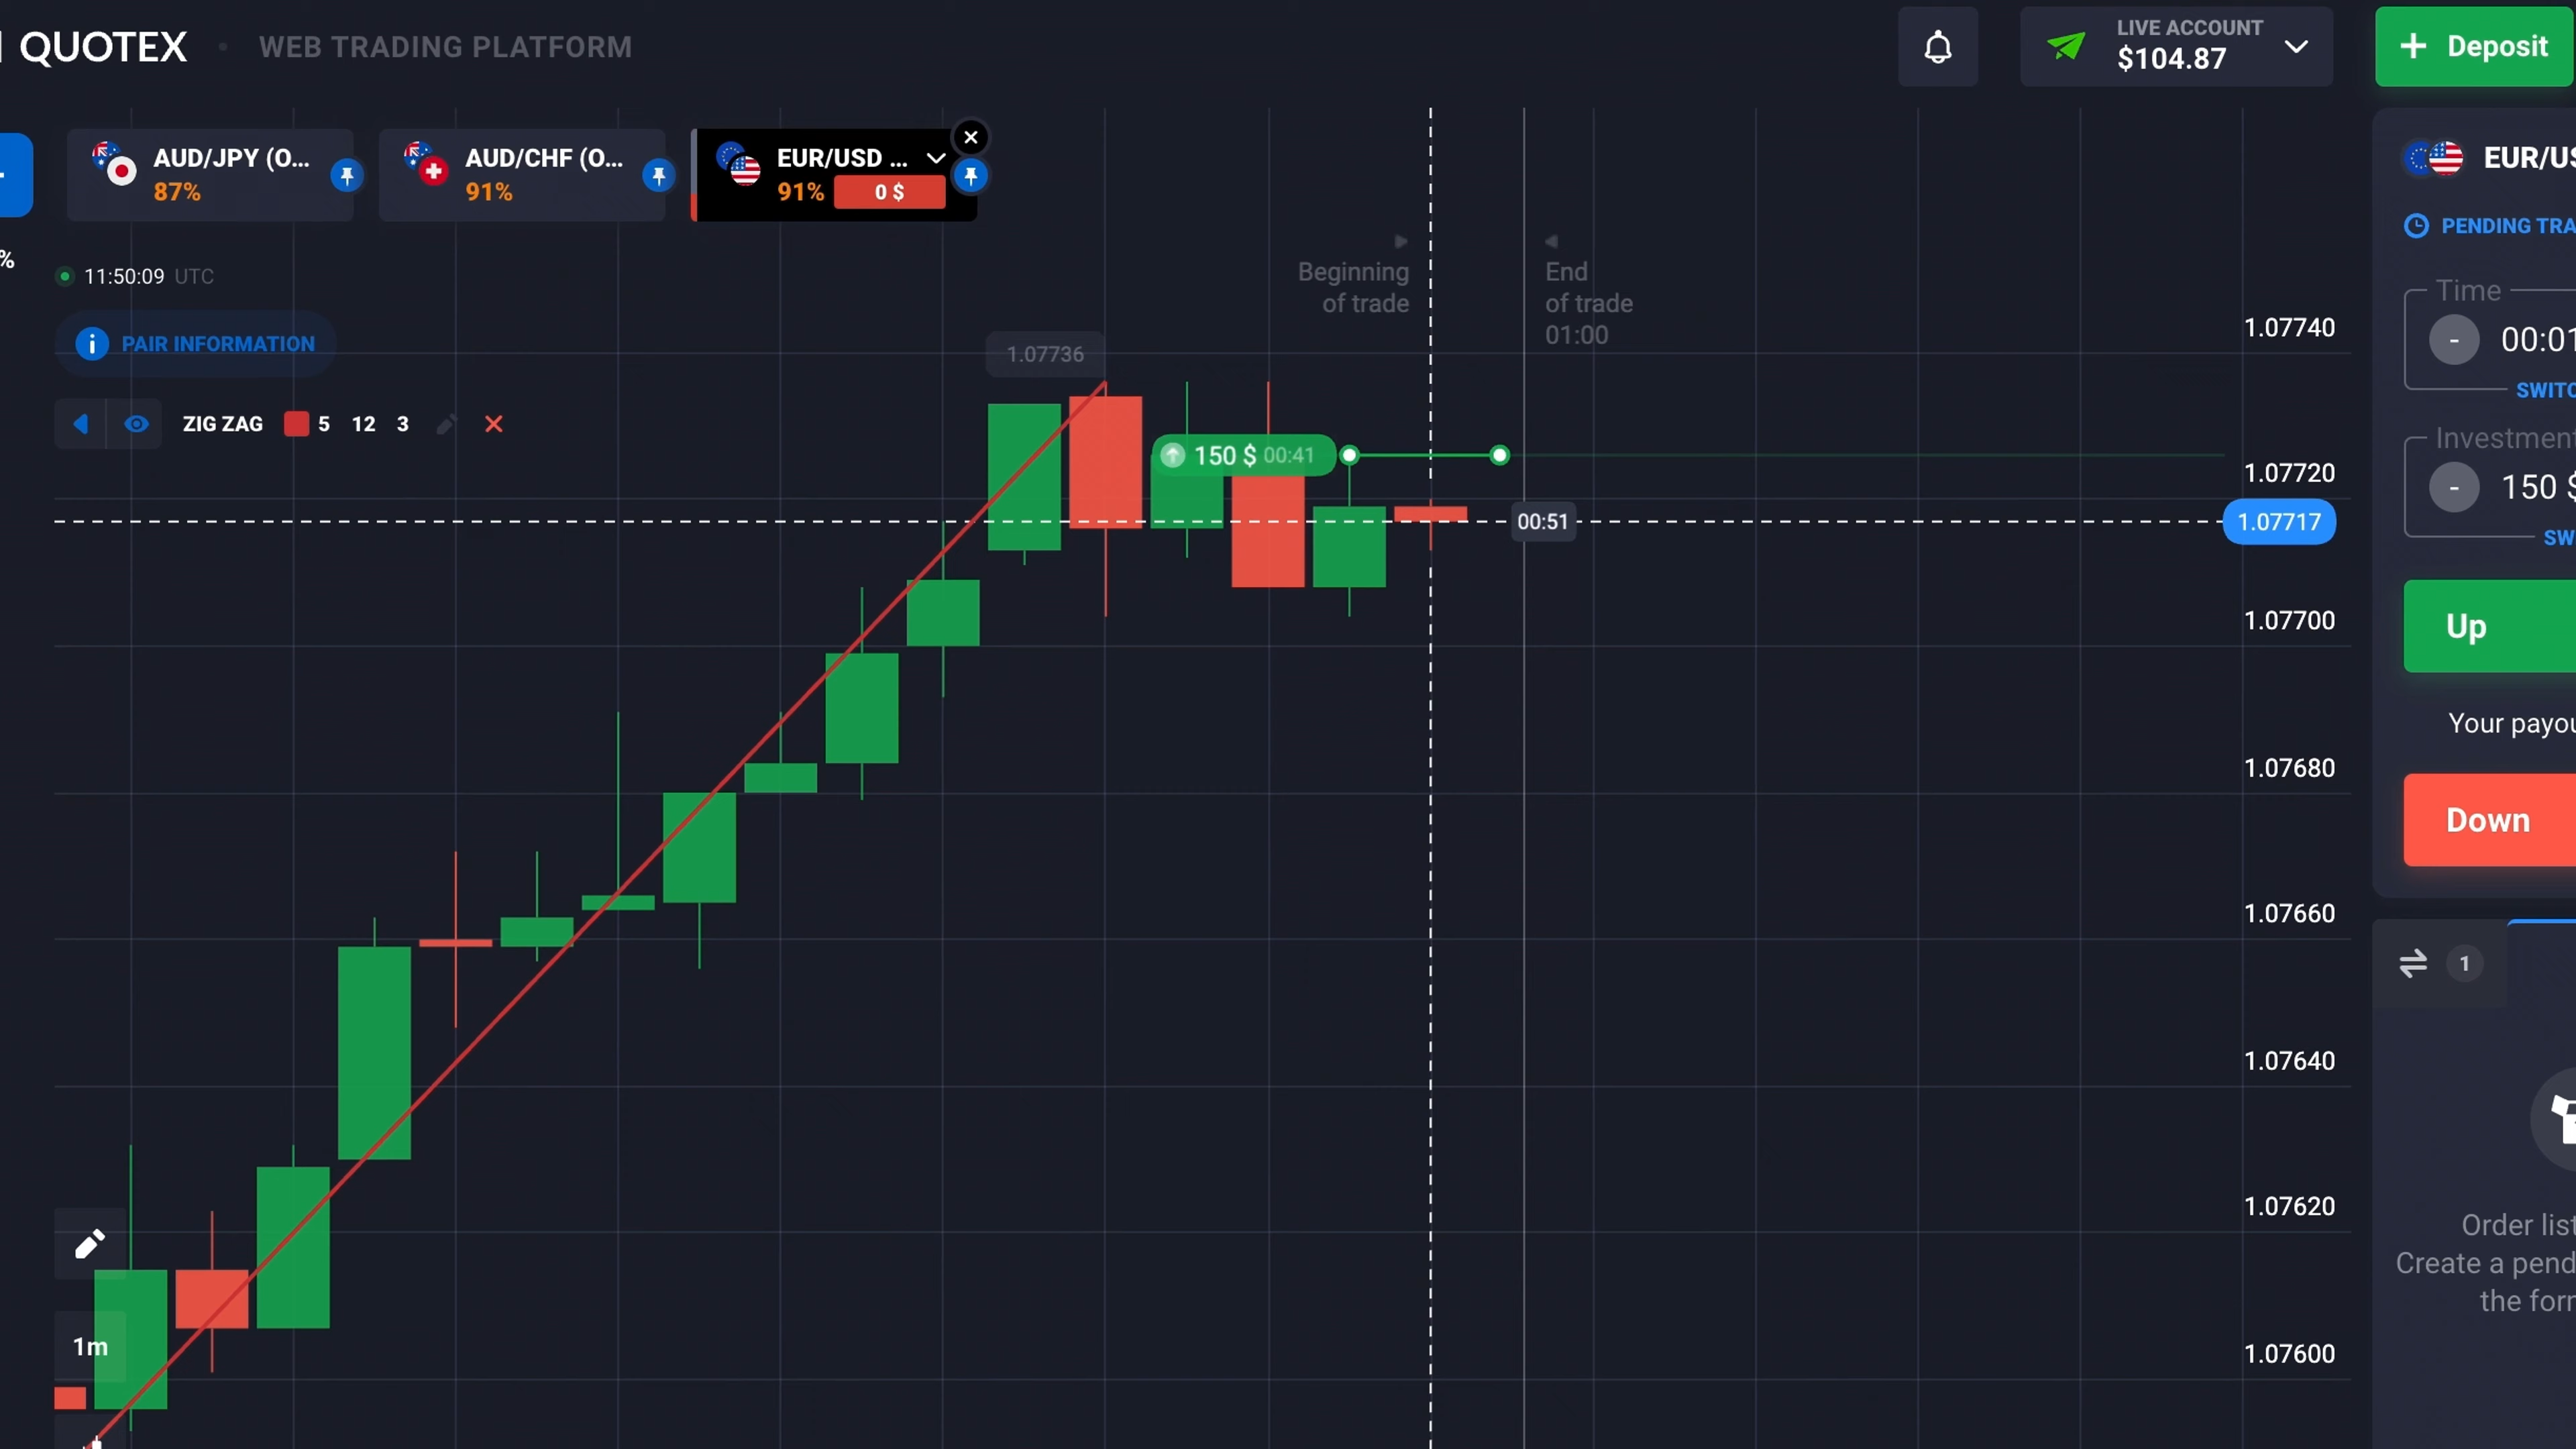 QUOTEX • WEB TRADING PLATFORM
LIVE ACCOUNT
$104.87
+ Deposit
AUD/JPY (O...
87%
AUD/CHF (O...
91%
EUR/USD ...
91% 0 $
%
11:50:09 UTC
PAIR INFORMATION
ZIG ZAG 5 12 3
Beginning
of trade
End
of trade
01:00
1.07736
150 $ 00:41
00:51
1.07740
1.07720
1.07717
1.07700
1.07680
1.07660
1.07640
1.07620
1.07600
1m
EUR/US
PENDING TRA
Time
- 00:01
SWITC
Investment
- 150 $
SW
Up
Your payou
Down
1
Order list
Create a pend
the for